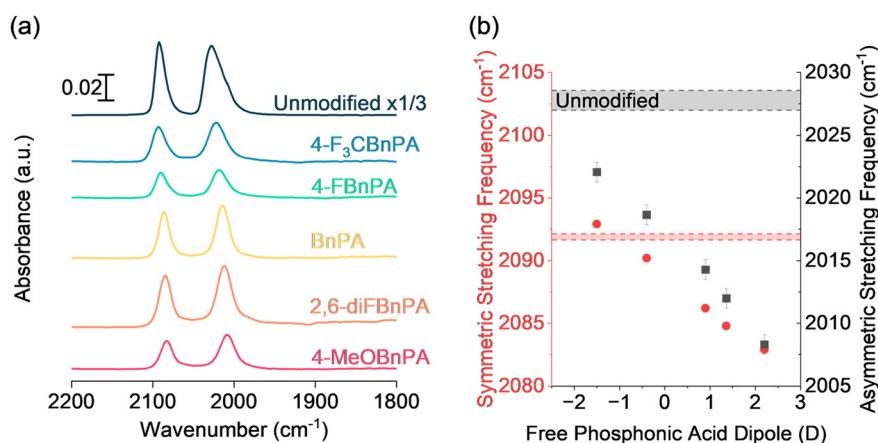 (a)
0.02
Unmodified x1/3
4-F₃CBnPA
4-FBnPA
BnPA
2,6-diFBnPA
4-MeOBnPA
Absorbance (a.u.)
2200 2100 2000 1900 1800
Wavenumber (cm⁻¹)
(b)
Symmetric Stretching Frequency (cm⁻¹)
2105
2100
2095
2090
2085
2080
Unmodified
2030
2025
2020
2015
2010
2005
Asymmetric Stretching Frequency (cm⁻¹)
−2 −1 0 1 2 3
Free Phosphonic Acid Dipole (D)